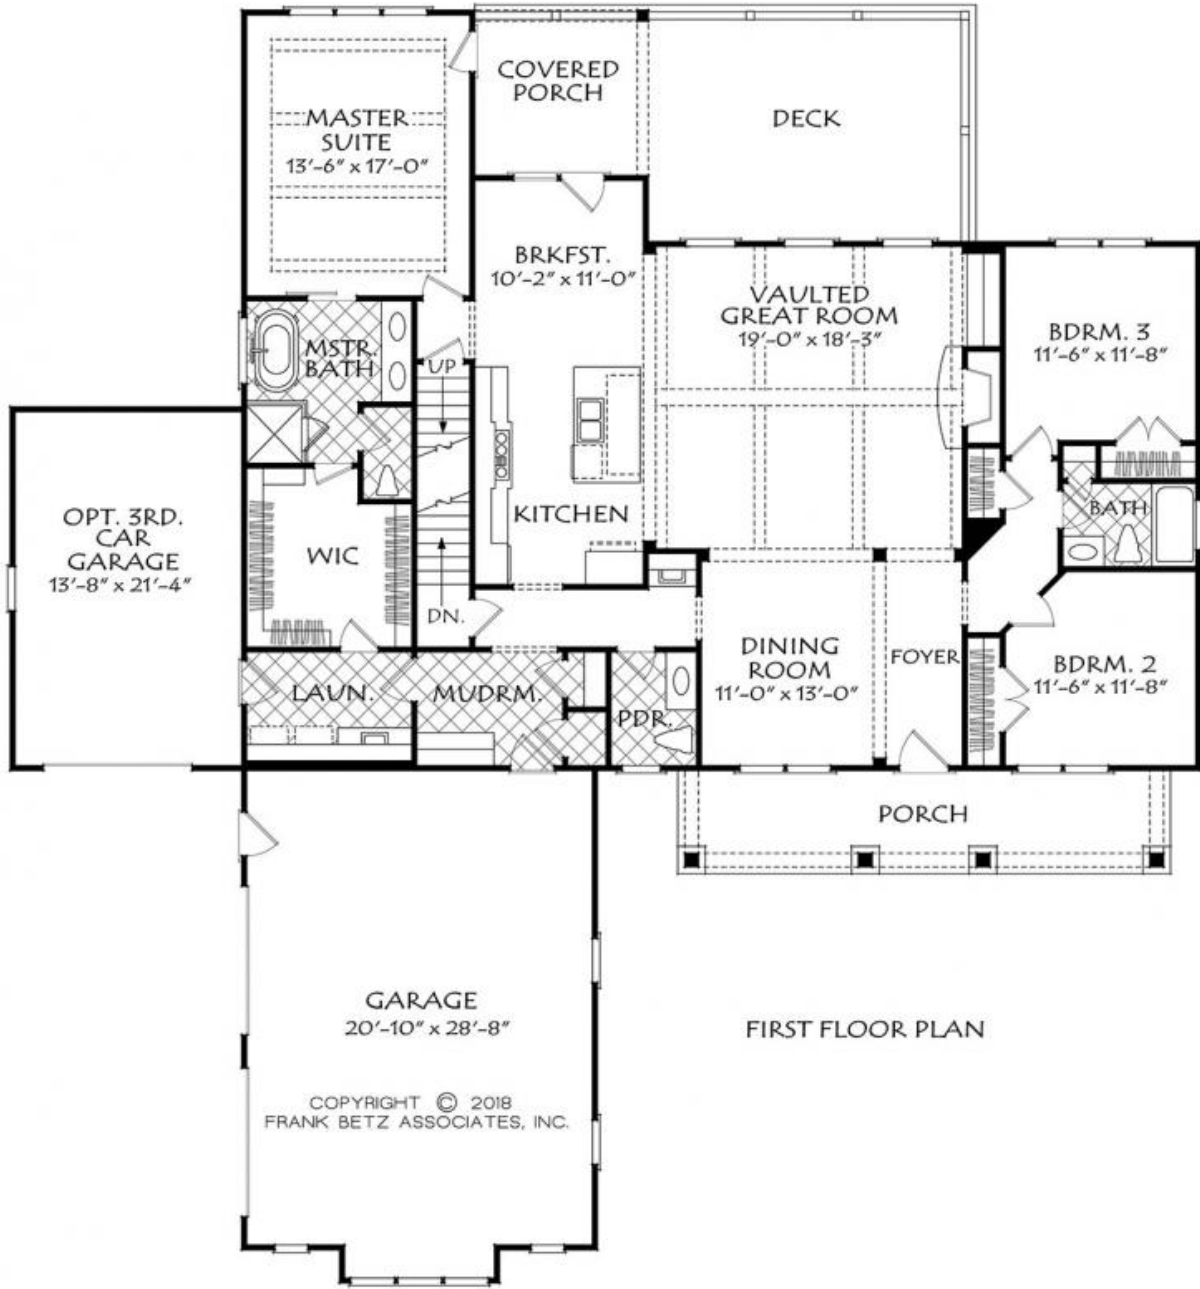 COVERED
PORCH
DECK
MASTER
SUITE
13'-6" x 17'-0"
BRKFST.
10'-2" x 11'-0"
VAULTED
GREAT ROOM
19'-0" x 18'-3"
BDRM. 3
11'-6" x 11'-8"
MSTR.
BATH
UP
OPT. 3RD.
CAR
GARAGE
13'-8" x 21'-4"
WIC
KITCHEN
BATH
DN.
DINING
ROOM
11'-0" x 13'-0"
FOYER
BDRM. 2
11'-6" x 11'-8"
LAUN.
MUDRM.
PDR.
PORCH
GARAGE
20'-10" x 28'-8"
FIRST FLOOR PLAN
COPYRIGHT © 2018
FRANK BETZ ASSOCIATES, INC.